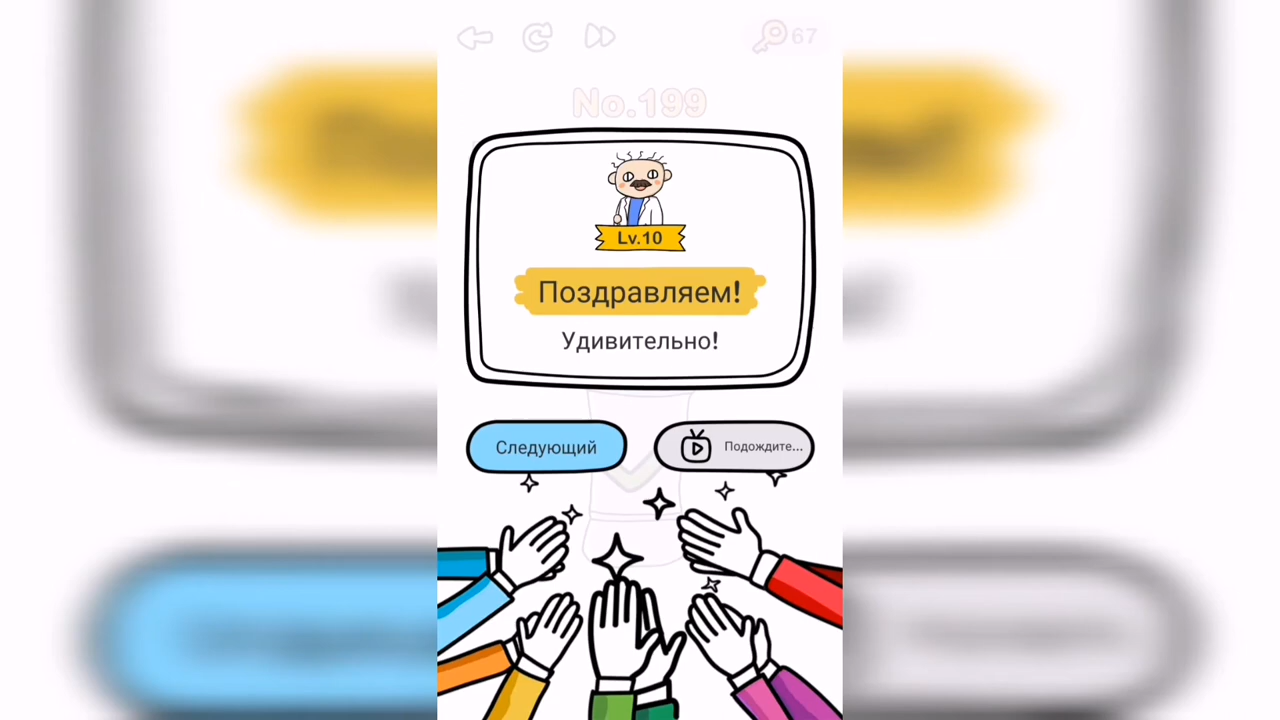 67
No.199
Lv.10
Поздравляем!
Удивительно!
Следующий
Подождите...